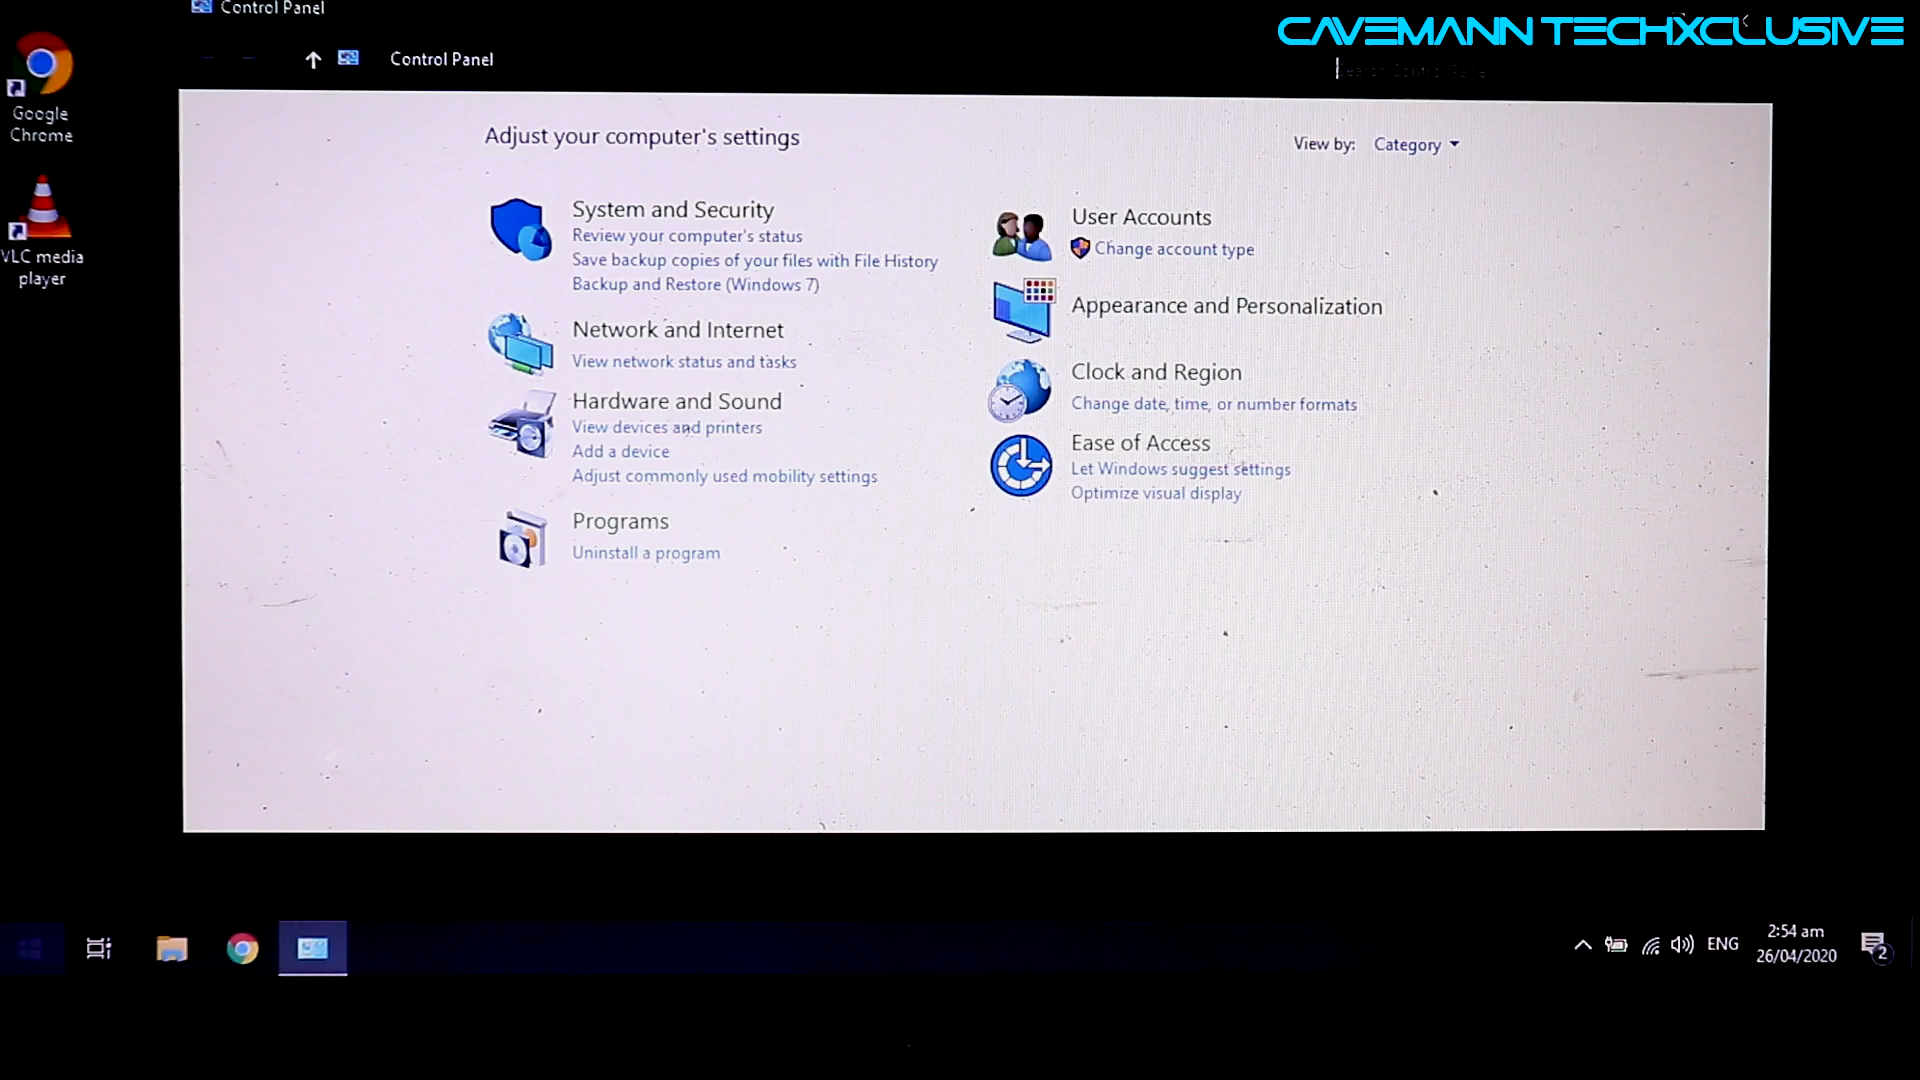 Control Panel
CAVEMANN TECHXCLUSIVE
Control Panel
Search Control Panel
Google
Chrome
VLC media
player
Adjust your computer's settings
View by: Category
System and Security
Review your computer's status
Save backup copies of your files with File History
Backup and Restore (Windows 7)
Network and Internet
View network status and tasks
Hardware and Sound
View devices and printers
Add a device
Adjust commonly used mobility settings
Programs
Uninstall a program
User Accounts
Change account type
Appearance and Personalization
Clock and Region
Change date, time, or number formats
Ease of Access
Let Windows suggest settings
Optimize visual display
ENG
2:54 am
26/04/2020
2